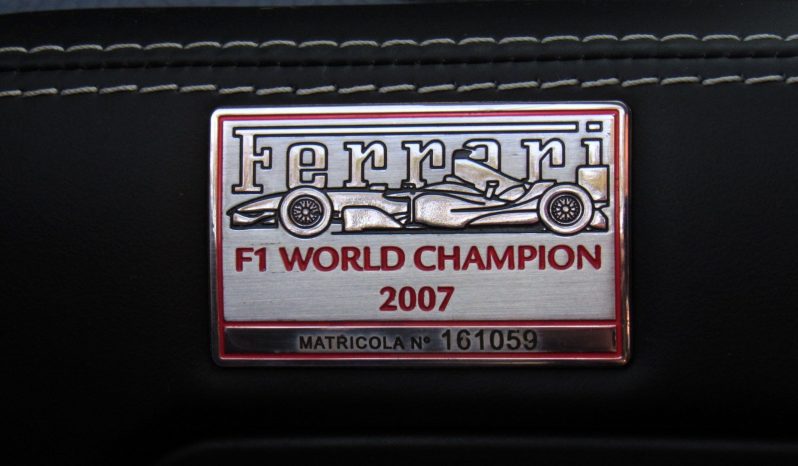 Ferrari
F1 WORLD CHAMPION
2007
MATRICOLA N° 161059